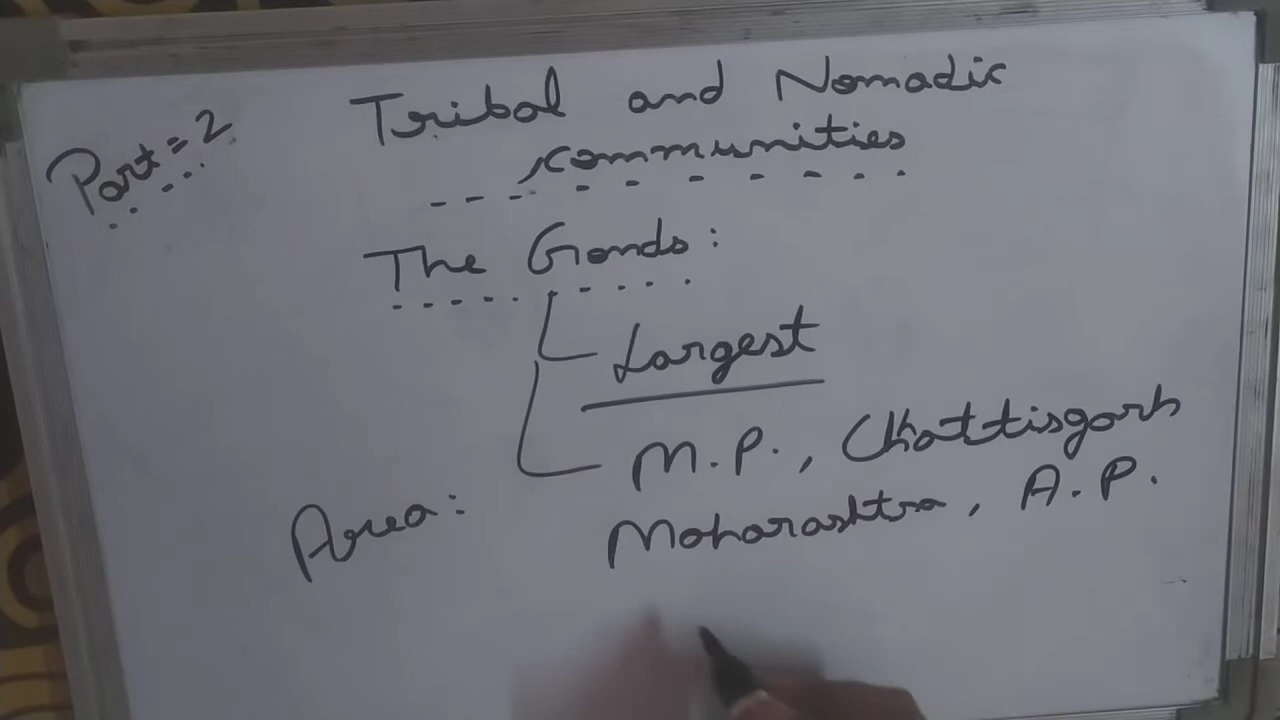 Part = 2
Tribal and Nomadic
communities
The Gonds:
Largest
M.P., Chattisgarh
Area:
Maharashtra, A.P.